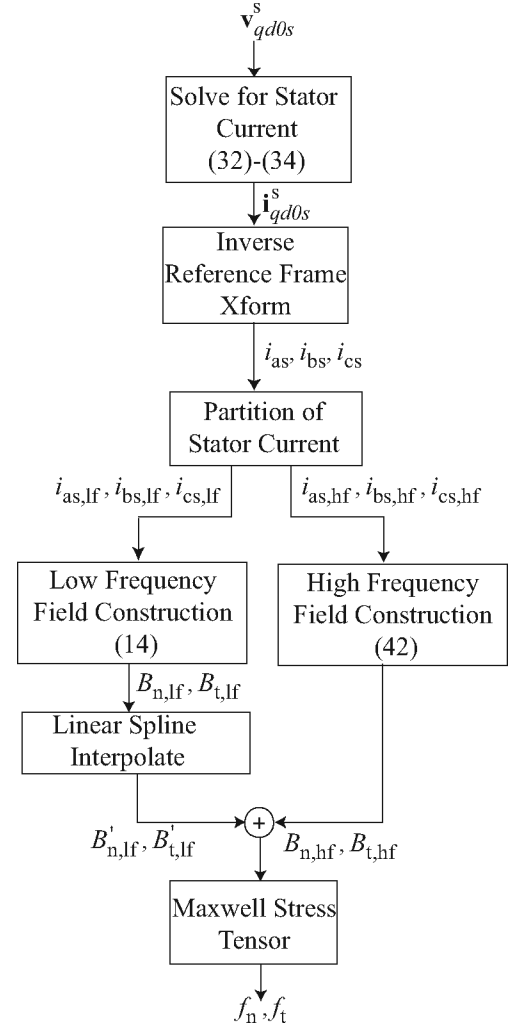 v^s_qd0s
Solve for Stator
Current
(32)-(34)
i^s_qd0s
Inverse
Reference Frame
Xform
i_as, i_bs, i_cs
Partition of
Stator Current
i_as,lf, i_bs,lf, i_cs,lf
i_as,hf, i_bs,hf, i_cs,hf
Low Frequency
Field Construction
(14)
High Frequency
Field Construction
(42)
B_n,lf, B_t,lf
Linear Spline
Interpolate
+
B'_n,lf, B'_t,lf
B_n,hf, B_t,hf
Maxwell Stress
Tensor
f_n, f_t